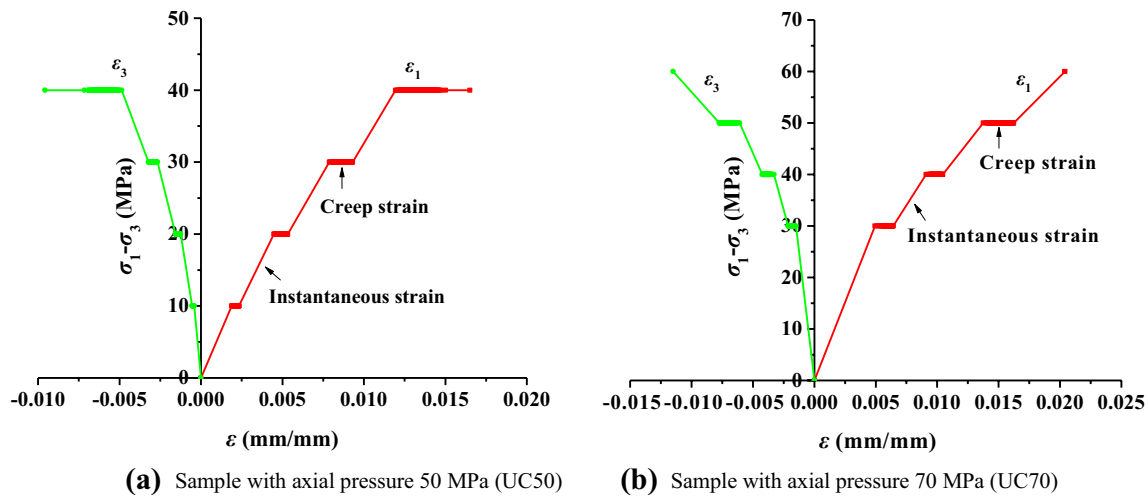 50
40
30
20
10
0
-0.010 -0.005 0.000 0.005 0.010 0.015 0.020
σ1-σ3 (MPa)
ε (mm/mm)
ε3
ε1
Creep strain
Instantaneous strain
(a) Sample with axial pressure 50 MPa (UC50)
70
60
50
40
30
20
10
0
-0.015 -0.010 -0.005 0.000 0.005 0.010 0.015 0.020 0.025
σ1-σ3 (MPa)
ε (mm/mm)
ε3
ε1
Creep strain
Instantaneous strain
(b) Sample with axial pressure 70 MPa (UC70)